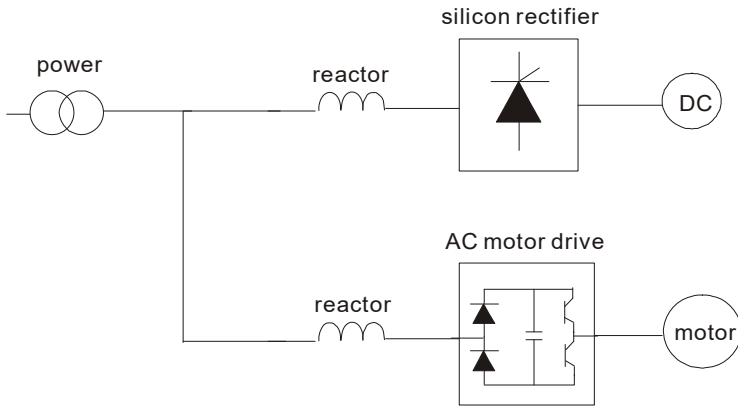 silicon rectifier
power
reactor
DC
AC motor drive
reactor
motor